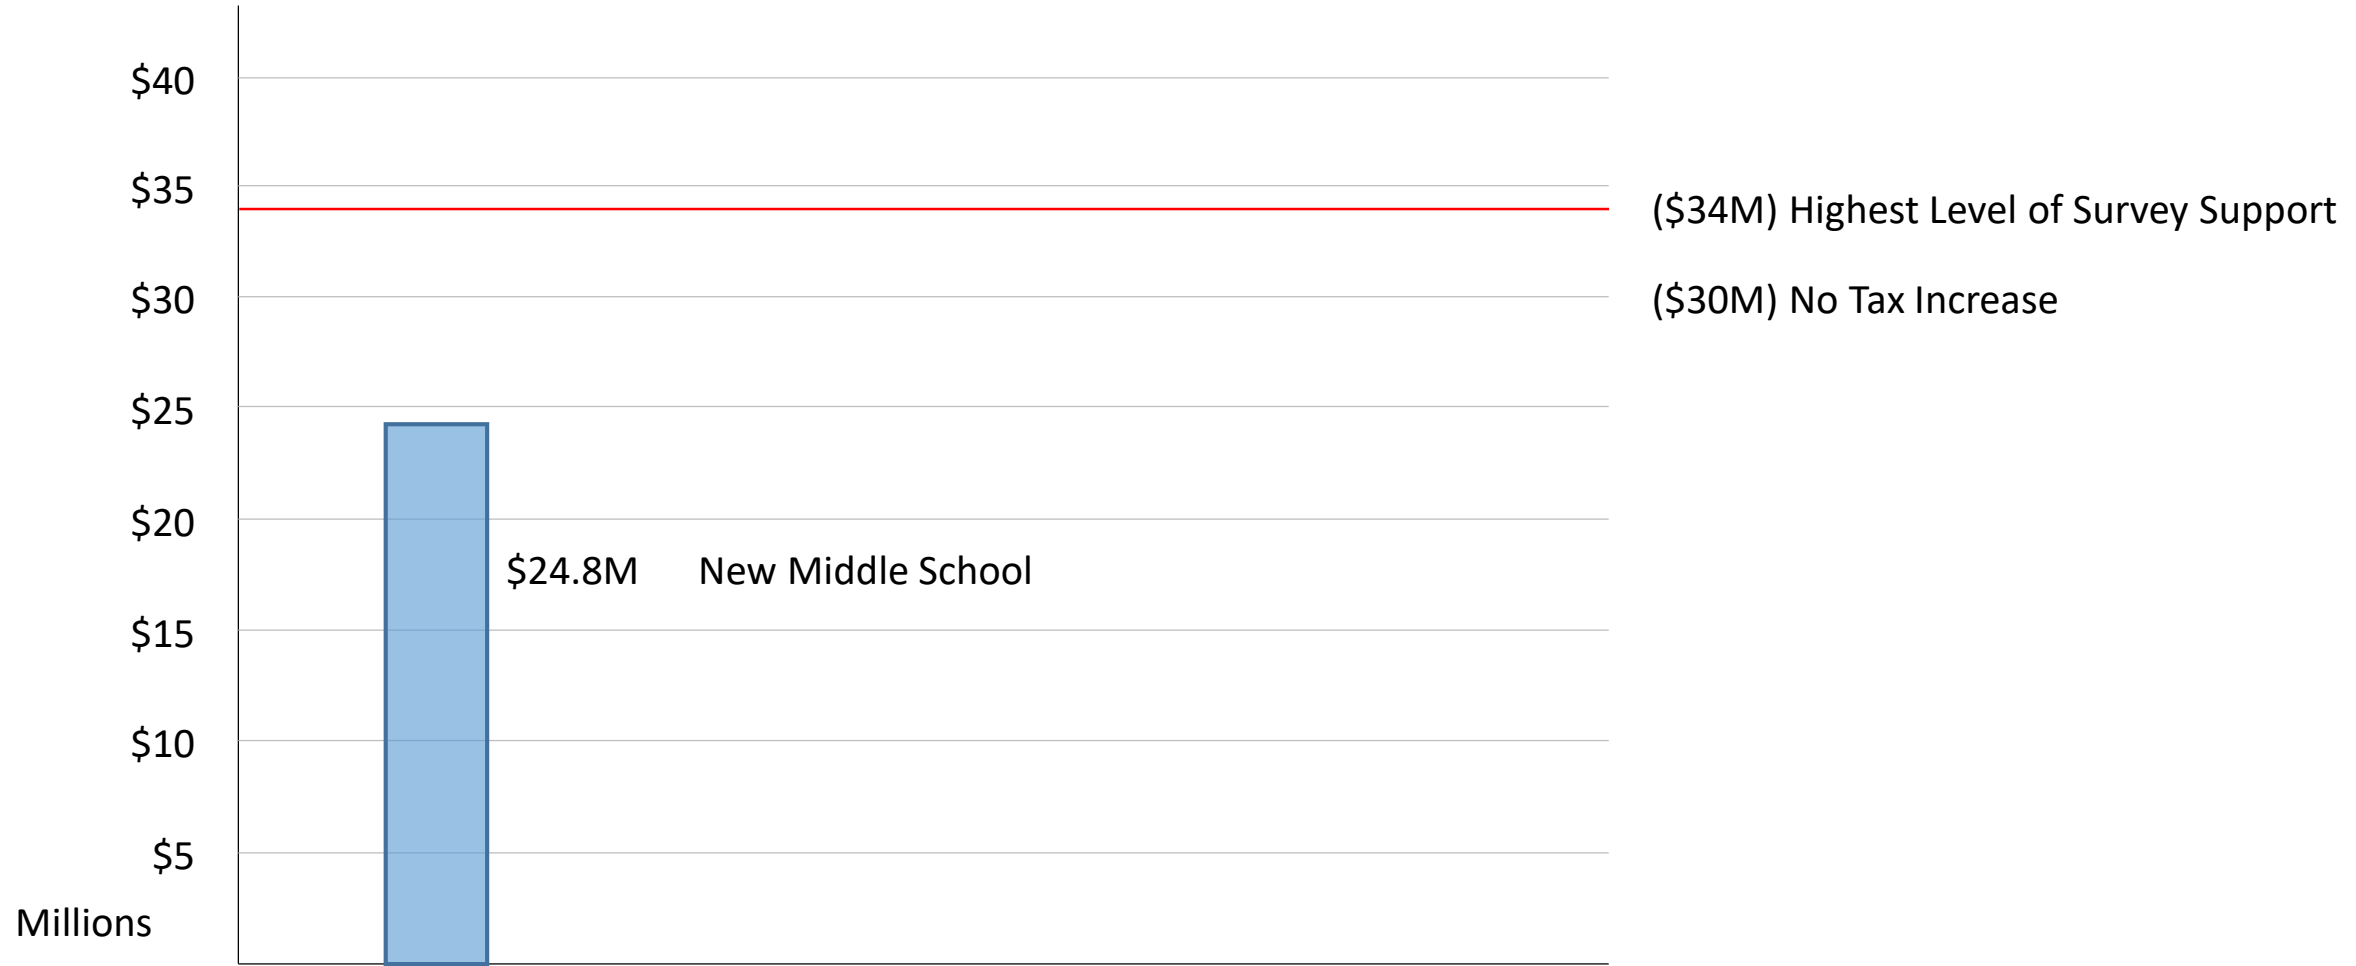 $40
$35
($34M) Highest Level of Survey Support
$30
($30M) No Tax Increase
$25
$20
$24.8M New Middle School
$15
$10
$5
Millions